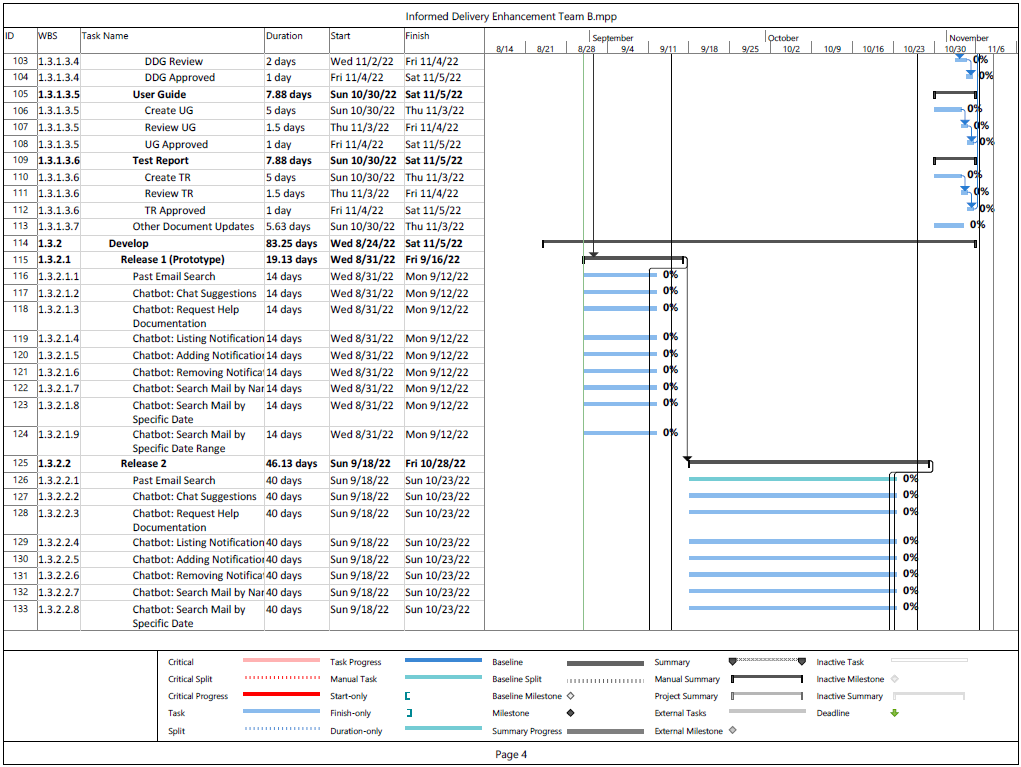 Informed Delivery Enhancement Team B.mpp
ID WBS Task Name Duration Start Finish
September October November
8/14 8/21 8/28 9/4 9/11 9/18 9/25 10/2 10/9 10/16 10/23 10/30 11/6
103 1.3.1.3.4 DDG Review 2 days Wed 11/2/22 Fri 11/4/22 0%
104 1.3.1.3.4 DDG Approved 1 day Fri 11/4/22 Sat 11/5/22 0%
105 1.3.1.3.5 User Guide 7.88 days Sun 10/30/22 Sat 11/5/22
106 1.3.1.3.5 Create UG 5 days Sun 10/30/22 Thu 11/3/22 0%
107 1.3.1.3.5 Review UG 1.5 days Thu 11/3/22 Fri 11/4/22 0%
108 1.3.1.3.5 UG Approved 1 day Fri 11/4/22 Sat 11/5/22 0%
109 1.3.1.3.6 Test Report 7.88 days Sun 10/30/22 Sat 11/5/22
110 1.3.1.3.6 Create TR 5 days Sun 10/30/22 Thu 11/3/22 0%
111 1.3.1.3.6 Review TR 1.5 days Thu 11/3/22 Fri 11/4/22 0%
112 1.3.1.3.6 TR Approved 1 day Fri 11/4/22 Sat 11/5/22 0%
113 1.3.1.3.7 Other Document Updates 5.63 days Sun 10/30/22 Thu 11/3/22 0%
114 1.3.2 Develop 83.25 days Wed 8/24/22 Sat 11/5/22
115 1.3.2.1 Release 1 (Prototype) 19.13 days Wed 8/31/22 Fri 9/16/22
116 1.3.2.1.1 Past Email Search 14 days Wed 8/31/22 Mon 9/12/22 0%
117 1.3.2.1.2 Chatbot: Chat Suggestions 14 days Wed 8/31/22 Mon 9/12/22 0%
118 1.3.2.1.3 Chatbot: Request Help 14 days Wed 8/31/22 Mon 9/12/22 0%
Documentation
119 1.3.2.1.4 Chatbot: Listing Notification 14 days Wed 8/31/22 Mon 9/12/22 0%
120 1.3.2.1.5 Chatbot: Adding Notification 14 days Wed 8/31/22 Mon 9/12/22 0%
121 1.3.2.1.6 Chatbot: Removing Notifica 14 days Wed 8/31/22 Mon 9/12/22 0%
122 1.3.2.1.7 Chatbot: Search Mail by Nar 14 days Wed 8/31/22 Mon 9/12/22 0%
123 1.3.2.1.8 Chatbot: Search Mail by 14 days Wed 8/31/22 Mon 9/12/22 0%
Specific Date
124 1.3.2.1.9 Chatbot: Search Mail by 14 days Wed 8/31/22 Mon 9/12/22 0%
Specific Date Range
125 1.3.2.2 Release 2 46.13 days Sun 9/18/22 Fri 10/28/22
126 1.3.2.2.1 Past Email Search 40 days Sun 9/18/22 Sun 10/23/22 0%
127 1.3.2.2.2 Chatbot: Chat Suggestions 40 days Sun 9/18/22 Sun 10/23/22 0%
128 1.3.2.2.3 Chatbot: Request Help 40 days Sun 9/18/22 Sun 10/23/22 0%
Documentation
129 1.3.2.2.4 Chatbot: Listing Notification 40 days Sun 9/18/22 Sun 10/23/22 0%
130 1.3.2.2.5 Chatbot: Adding Notification 40 days Sun 9/18/22 Sun 10/23/22 0%
131 1.3.2.2.6 Chatbot: Removing Notifica 40 days Sun 9/18/22 Sun 10/23/22 0%
132 1.3.2.2.7 Chatbot: Search Mail by Nar 40 days Sun 9/18/22 Sun 10/23/22 0%
133 1.3.2.2.8 Chatbot: Search Mail by 40 days Sun 9/18/22 Sun 10/23/22 0%
Specific Date
Critical Task Progress Baseline Summary Inactive Task
Critical Split Manual Task Baseline Split Manual Summary Inactive Milestone
Critical Progress Start-only Baseline Milestone Project Summary Inactive Summary
Task Finish-only Milestone External Tasks Deadline
Split Duration-only Summary Progress External Milestone
Page 4